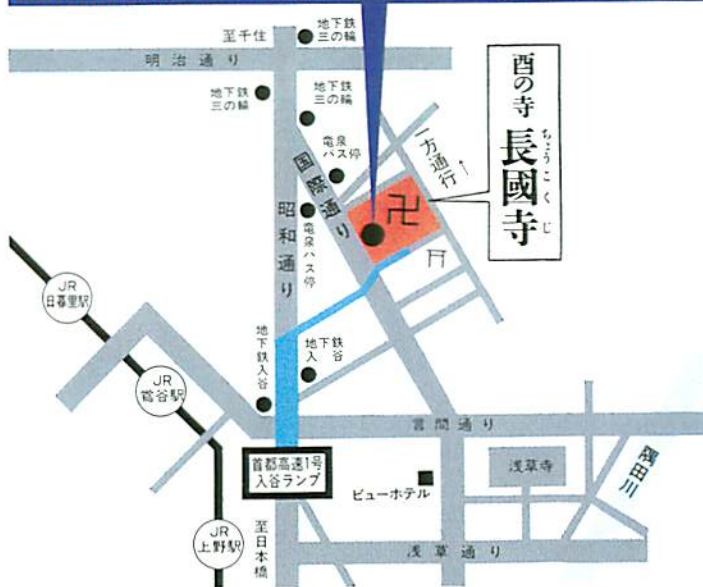 至千住
地下鉄
三の輪
明治通り
地下鉄
三の輪
地下鉄
三の輪
竜泉
バス停
国際通り
昭和通り
竜泉バス停
一方通行→
卍
酉の寺
長國寺
ちょうこくじ
JR
日暮里駅
地下鉄入谷
地下鉄
入谷
JR
鶯谷駅
言問通り
首都高速1号
入谷ランプ
ビューホテル
浅草寺
隅田川
JR
上野駅
至日本橋
浅草通り